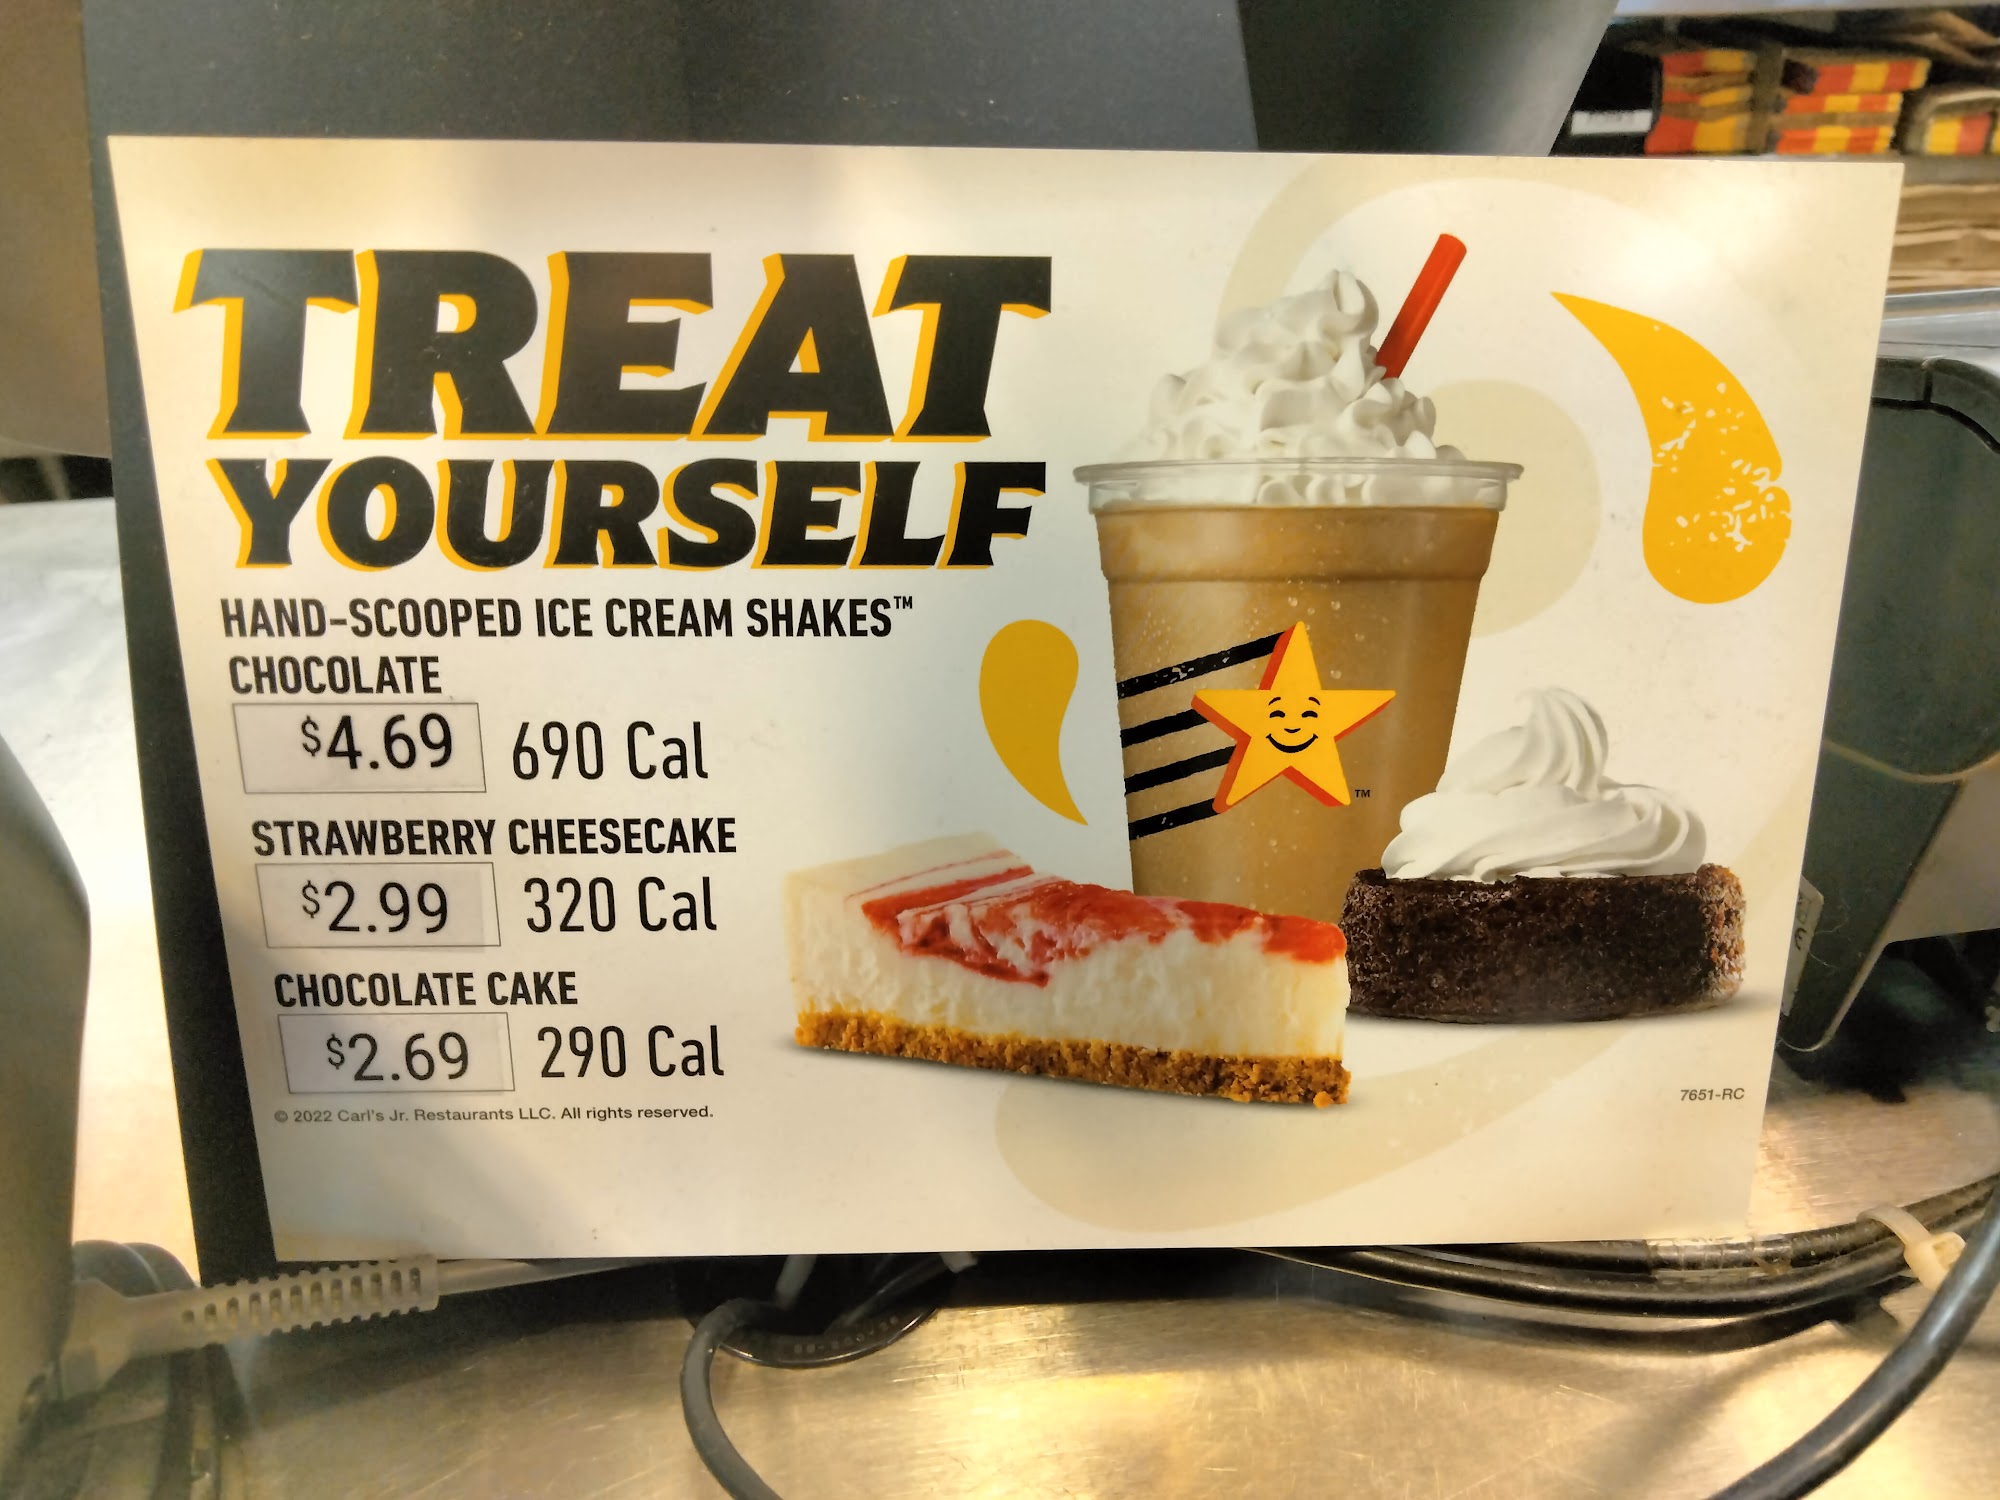 TREAT
YOURSELF
HAND-SCOOPED ICE CREAM SHAKES™
CHOCOLATE
$4.69 690 Cal
STRAWBERRY CHEESECAKE
$2.99 320 Cal
CHOCOLATE CAKE
$2.69 290 Cal
© 2022 Carl's Jr. Restaurants LLC. All rights reserved.
TM
7651-RC